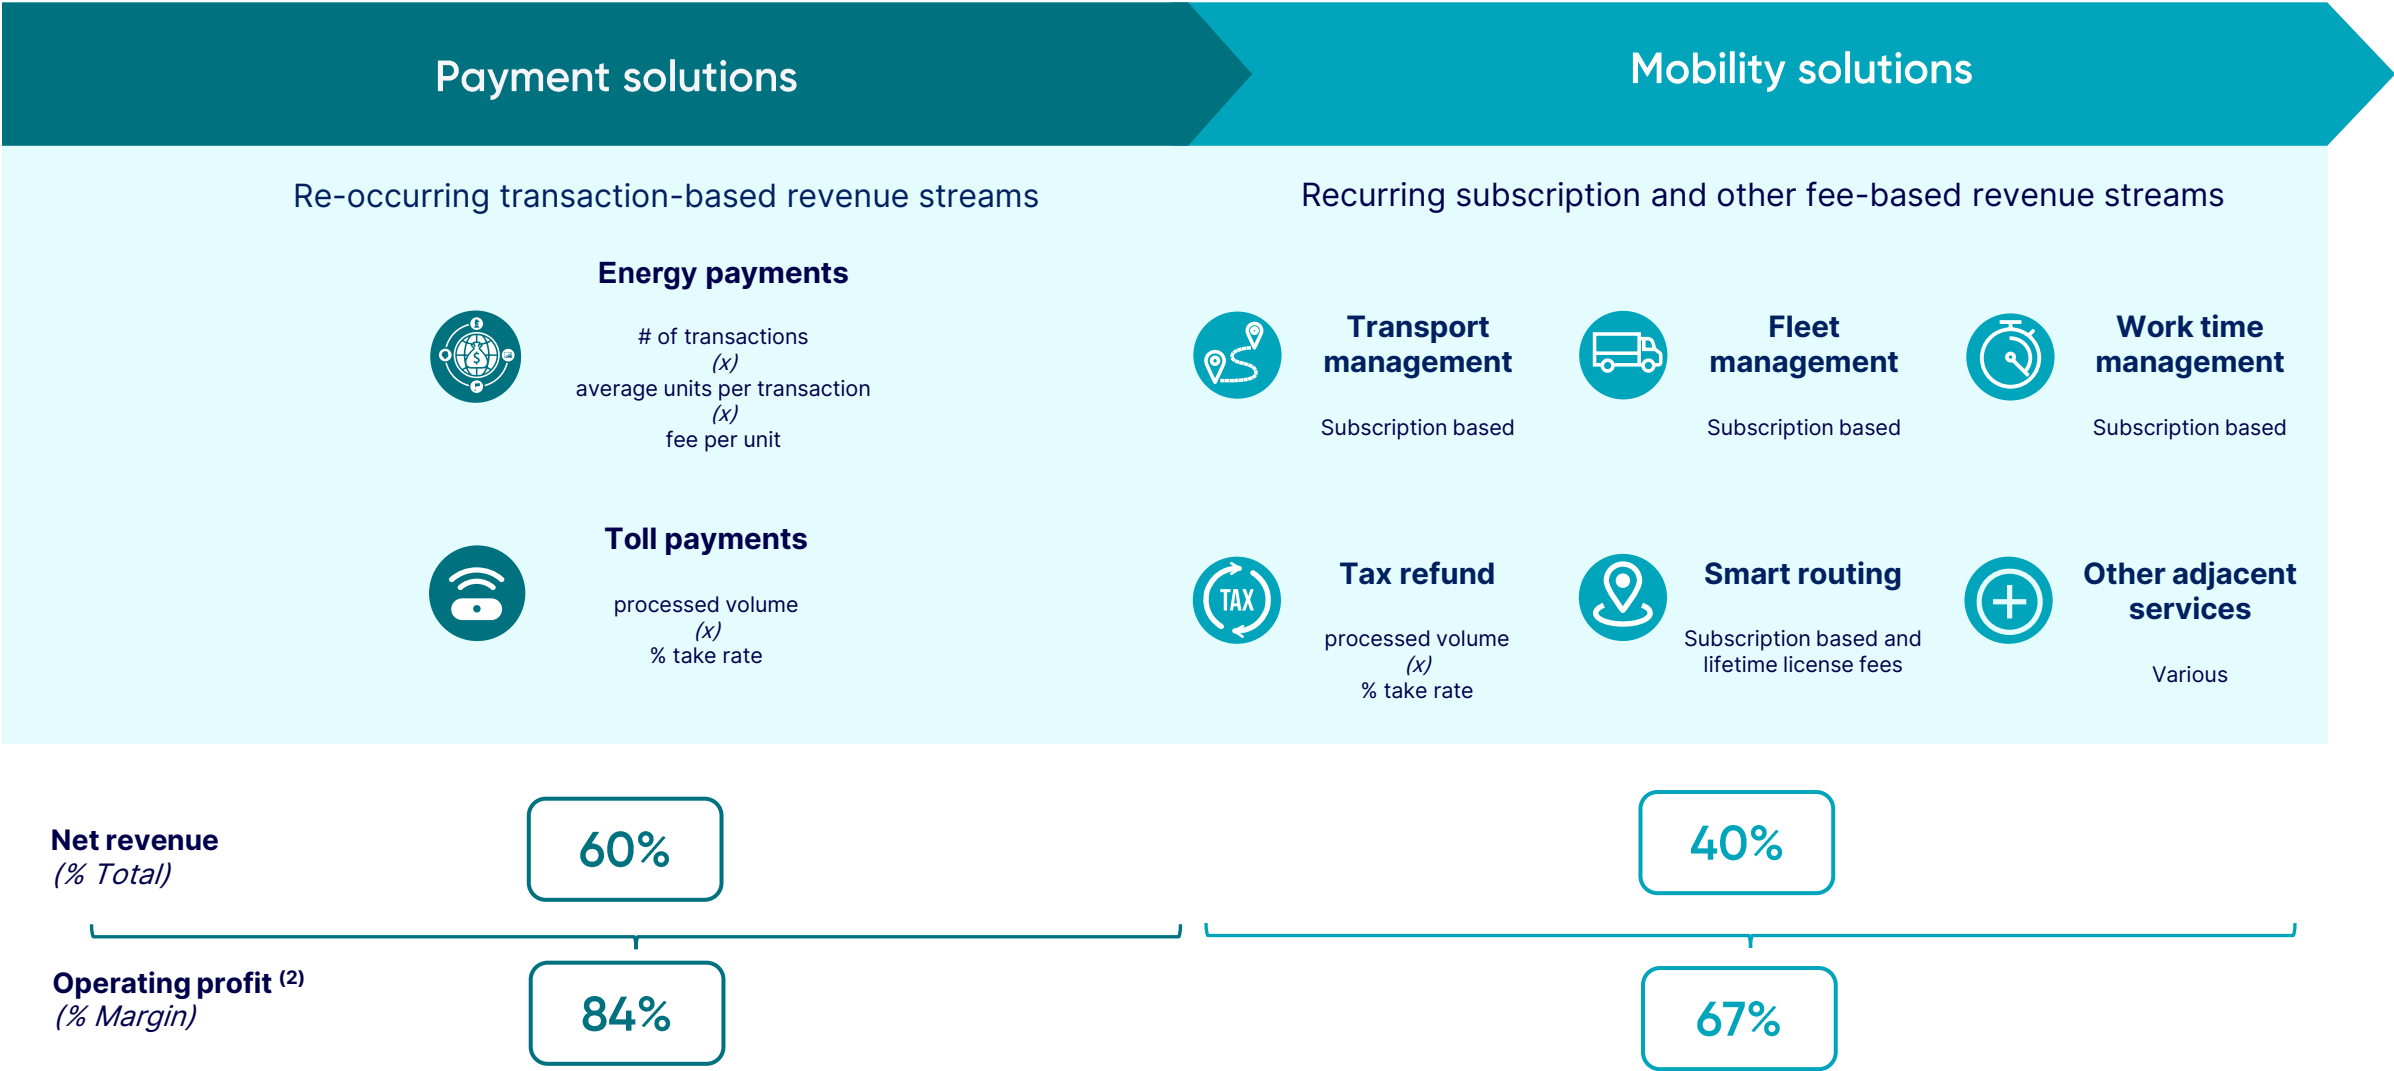 Payment solutions
Mobility solutions
Re-occurring transaction-based revenue streams
Recurring subscription and other fee-based revenue streams
Energy payments
# of transactions
(x)
average units per transaction
(x)
fee per unit
Toll payments
processed volume
(x)
% take rate
Transport
management
Subscription based
Fleet
management
Subscription based
Work time
management
Subscription based
TAX
Tax refund
processed volume
(x)
% take rate
Smart routing
Subscription based and
lifetime license fees
Other adjacent
services
Various
Net revenue
(% Total)
60%
40%
Operating profit (2)
(% Margin)
84%
67%